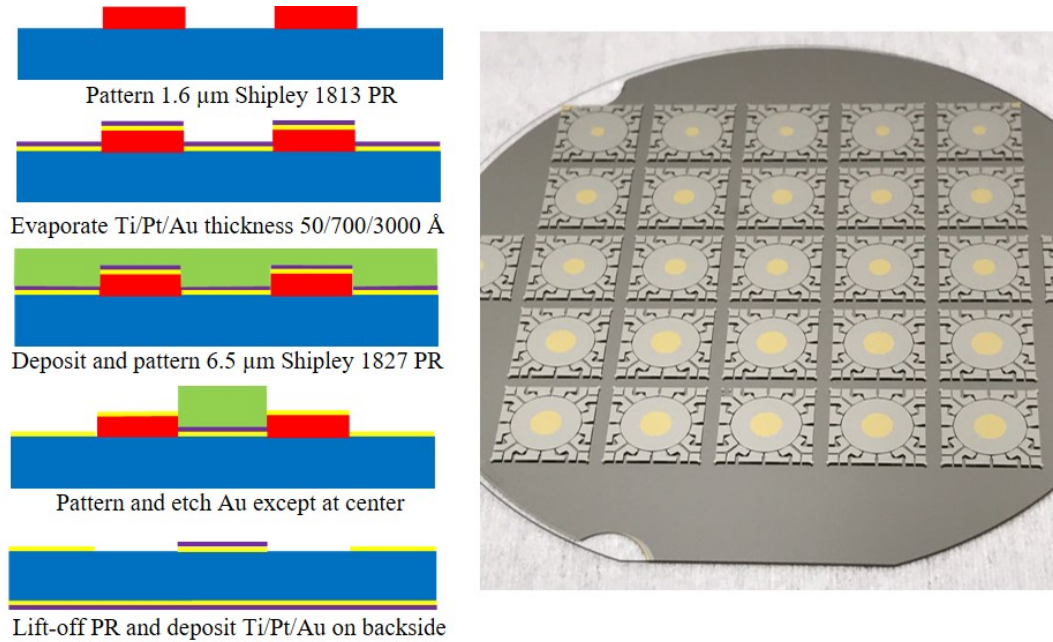 Pattern 1.6 µm Shipley 1813 PR
Evaporate Ti/Pt/Au thickness 50/700/3000 Å
Deposit and pattern 6.5 µm Shipley 1827 PR
Pattern and etch Au except at center
Lift-off PR and deposit Ti/Pt/Au on backside